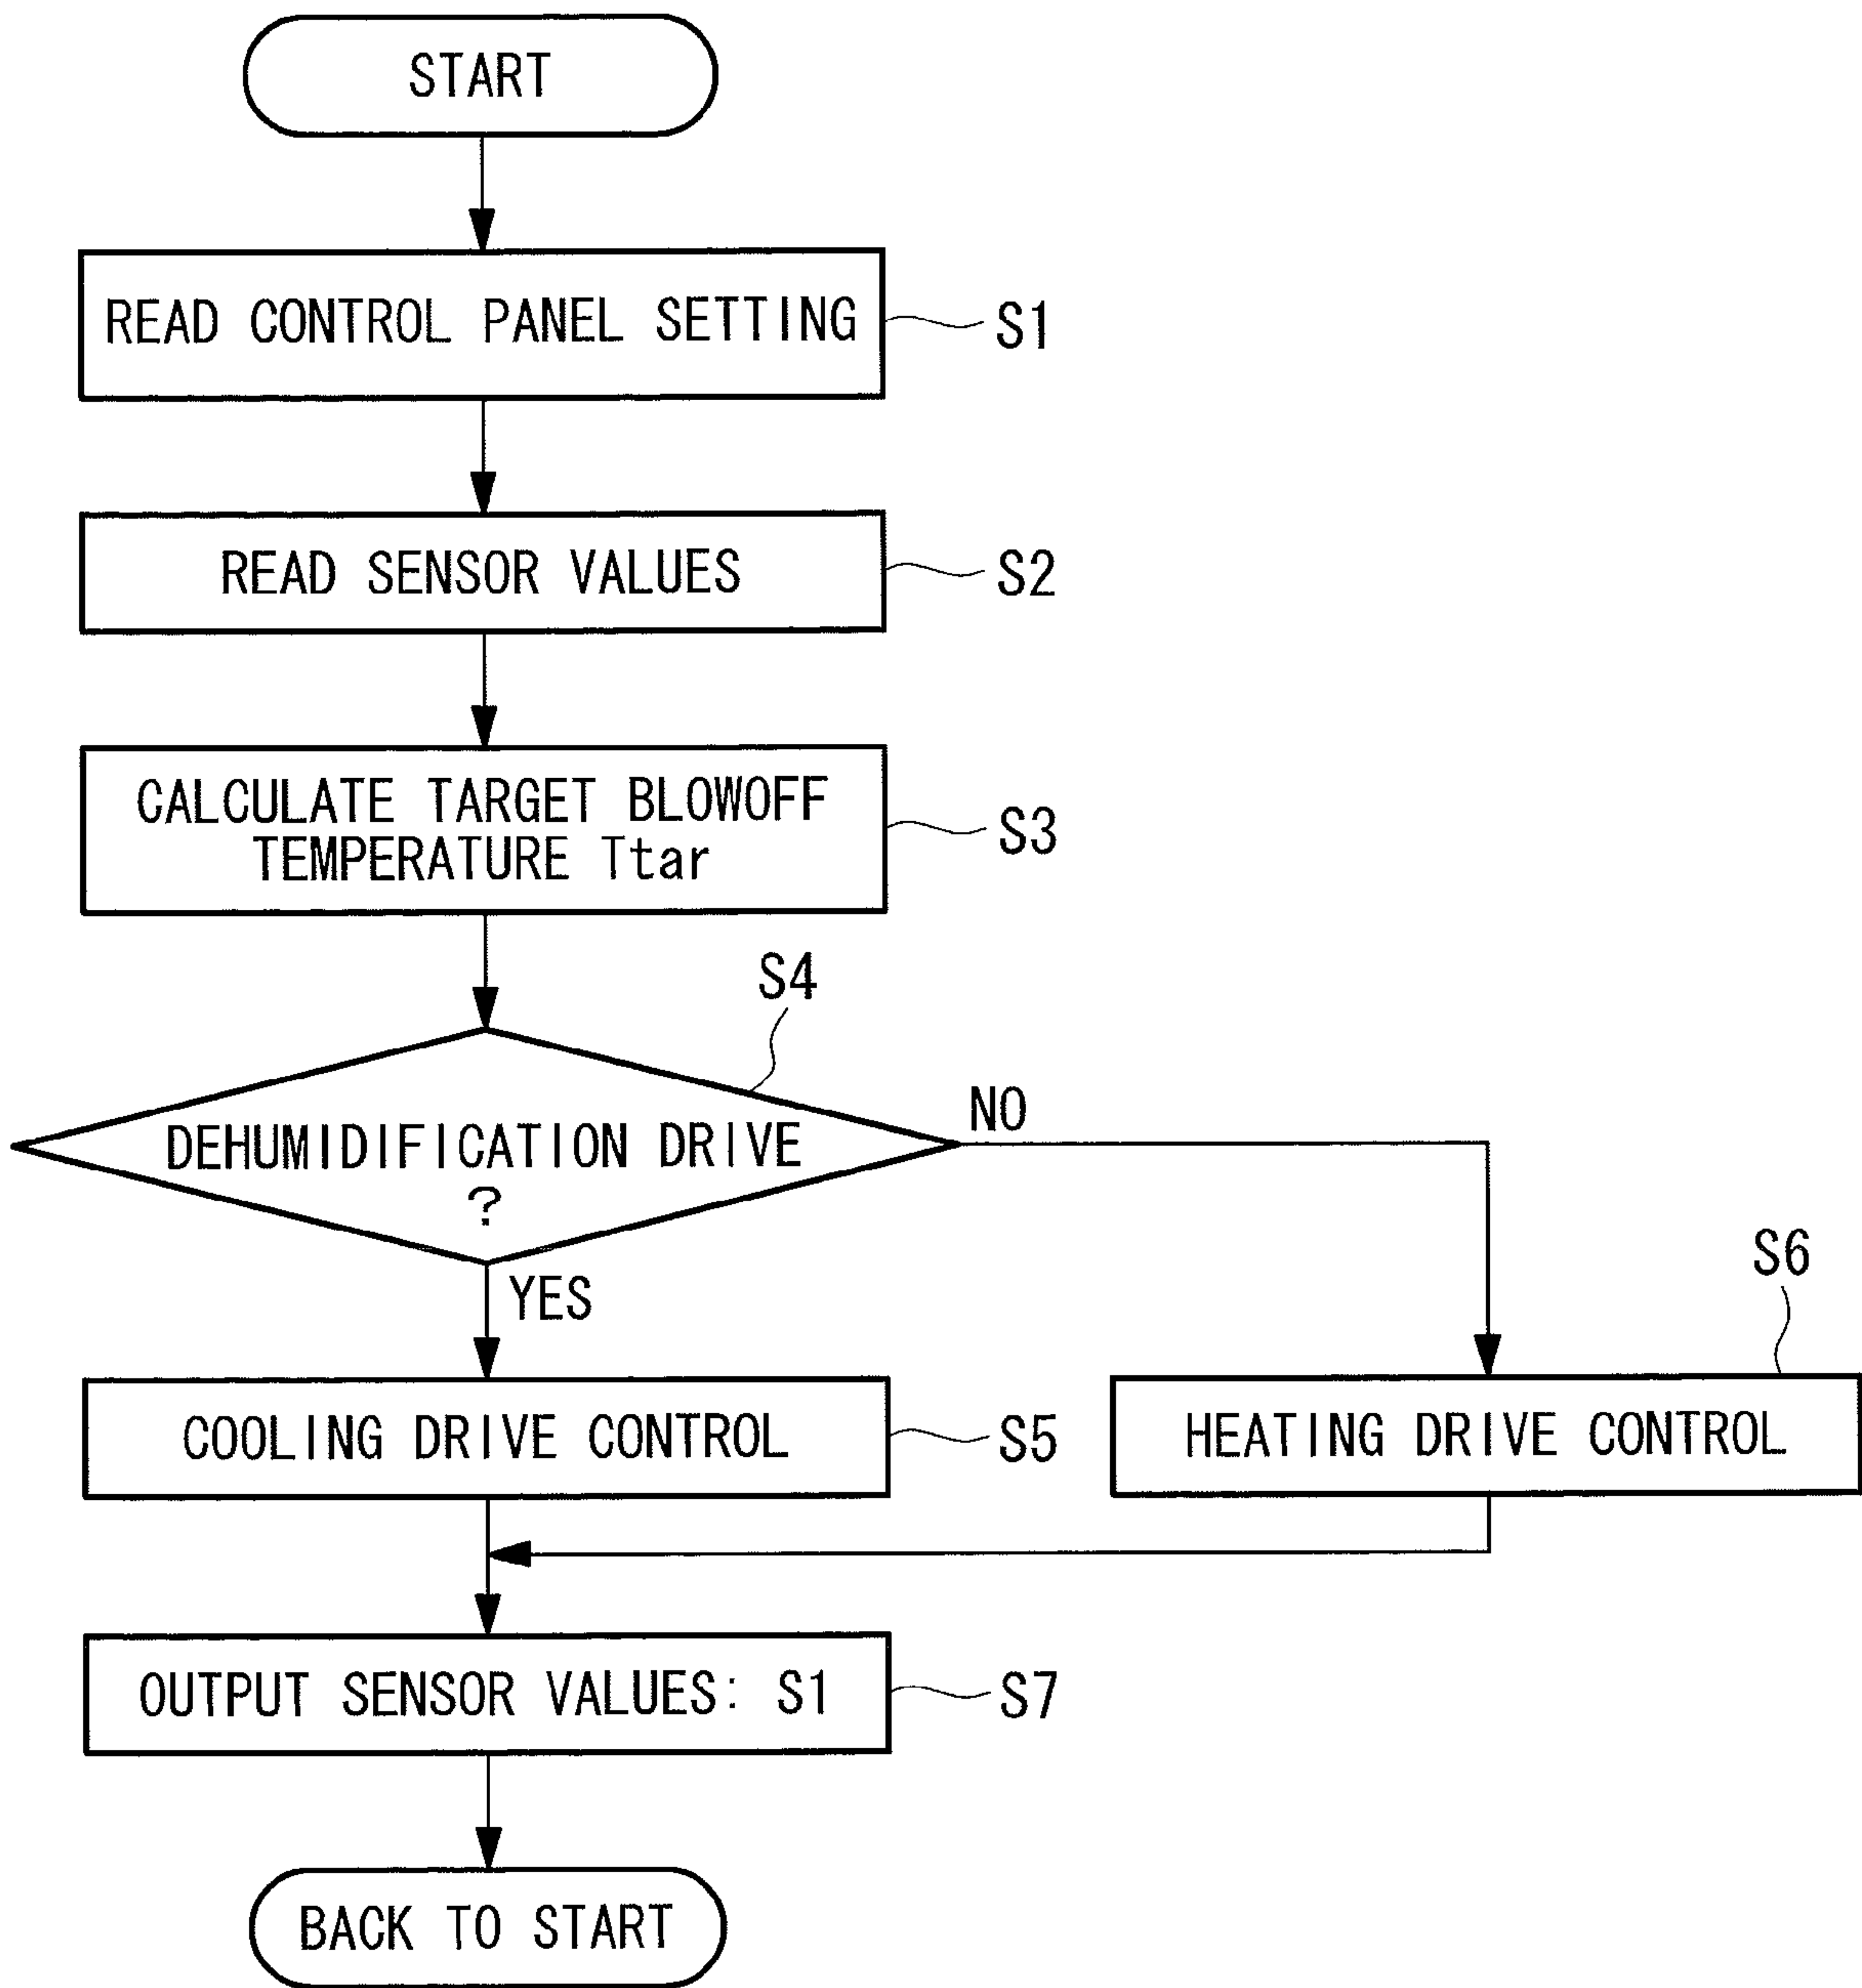 START
READ CONTROL PANEL SETTING
S1
READ SENSOR VALUES
S2
CALCULATE TARGET BLOWOFF
TEMPERATURE Ttar
S3
S4
DEHUMIDIFICATION DRIVE
?
NO
YES
S6
COOLING DRIVE CONTROL
S5
HEATING DRIVE CONTROL
OUTPUT SENSOR VALUES: S1
S7
BACK TO START